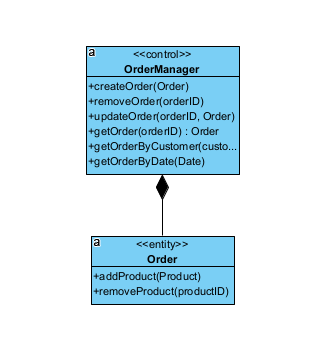 a
<<control>>
OrderManager
+createOrder(Order)
+removeOrder(orderID)
+updateOrder(orderID, Order)
+getOrder(orderID) : Order
+getOrderByCustomer(custo...
+getOrderByDate(Date)
a
<<entity>>
Order
+addProduct(Product)
+removeProduct(productID)